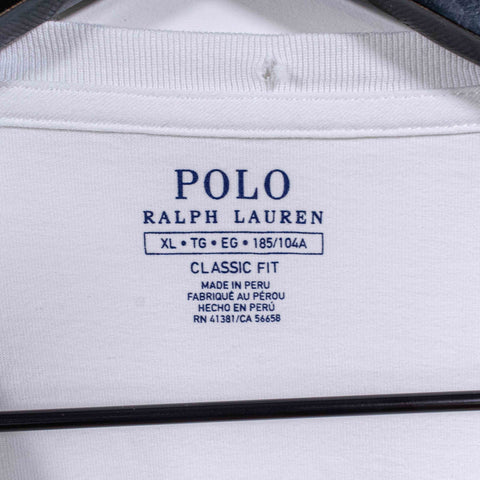 POLO
RALPH LAUREN
XL • TG • EG • 185/104A
CLASSIC FIT
MADE IN PERU
FABRIQUÉ AU PÉROU
HECHO EN PERÚ
RN 41381/CA 56658